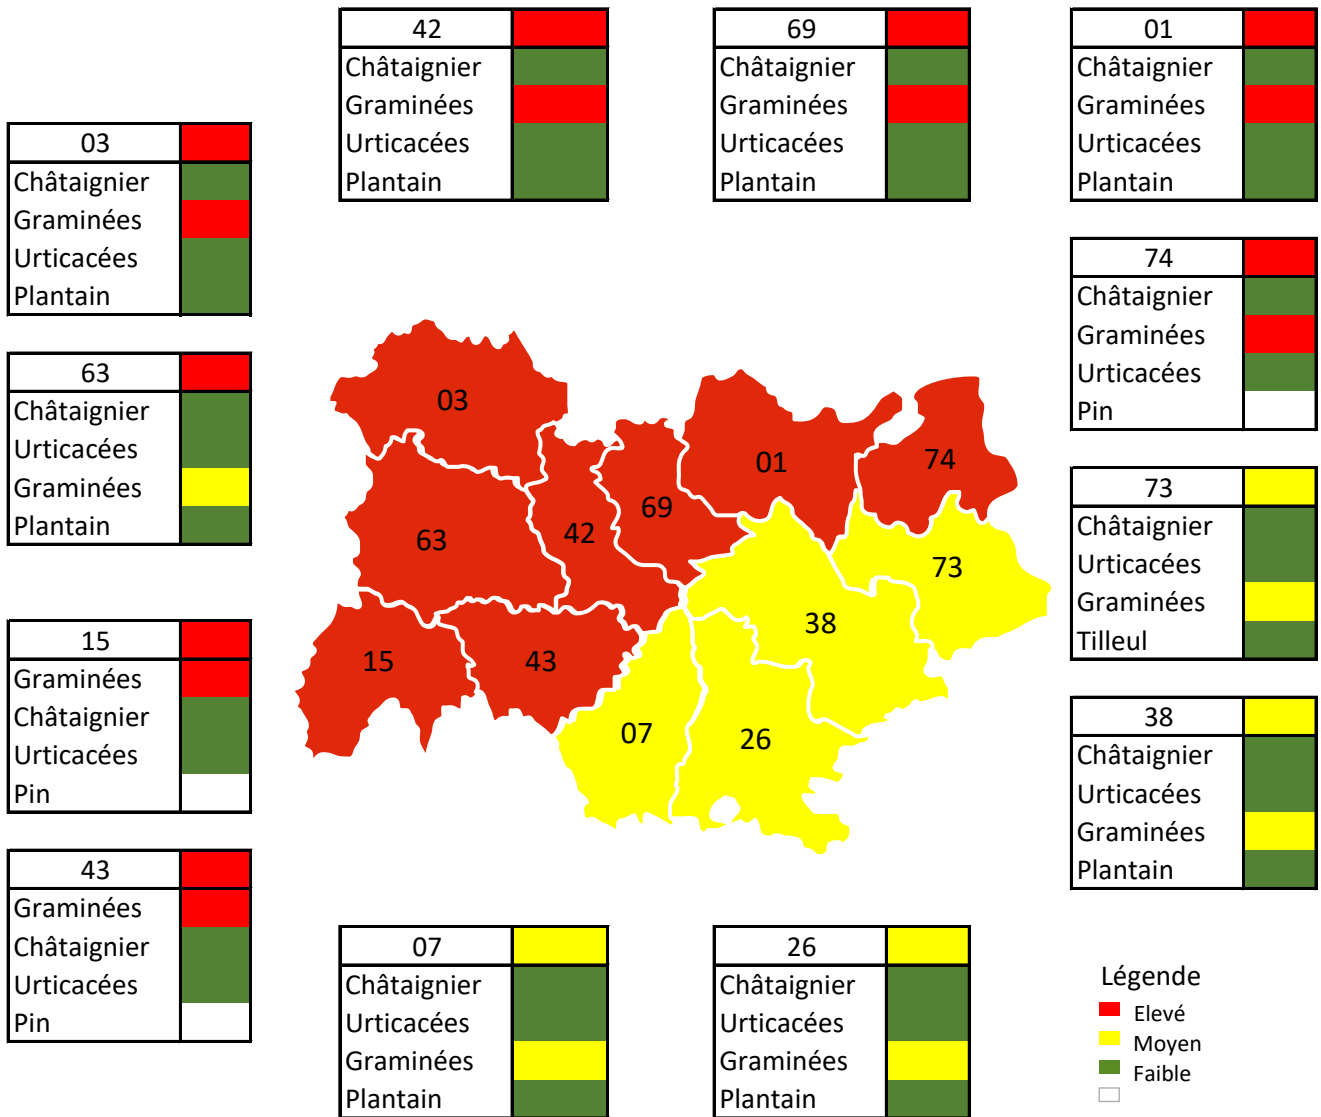 42
Châtaignier
Graminées
Urticacées
Plantain
69
Châtaignier
Graminées
Urticacées
Plantain
01
Châtaignier
Graminées
Urticacées
Plantain
03
Châtaignier
Graminées
Urticacées
Plantain
74
Châtaignier
Graminées
Urticacées
Pin
63
Châtaignier
Urticacées
Graminées
Plantain
73
Châtaignier
Urticacées
Graminées
Tilleul
15
Graminées
Châtaignier
Urticacées
Pin
38
Châtaignier
Urticacées
Graminées
Plantain
43
Graminées
Châtaignier
Urticacées
Pin
07
Châtaignier
Urticacées
Graminées
Plantain
26
Châtaignier
Urticacées
Graminées
Plantain
03
01
74
69
42
63
73
38
15
43
07
26
Légende
Elevé
Moyen
Faible